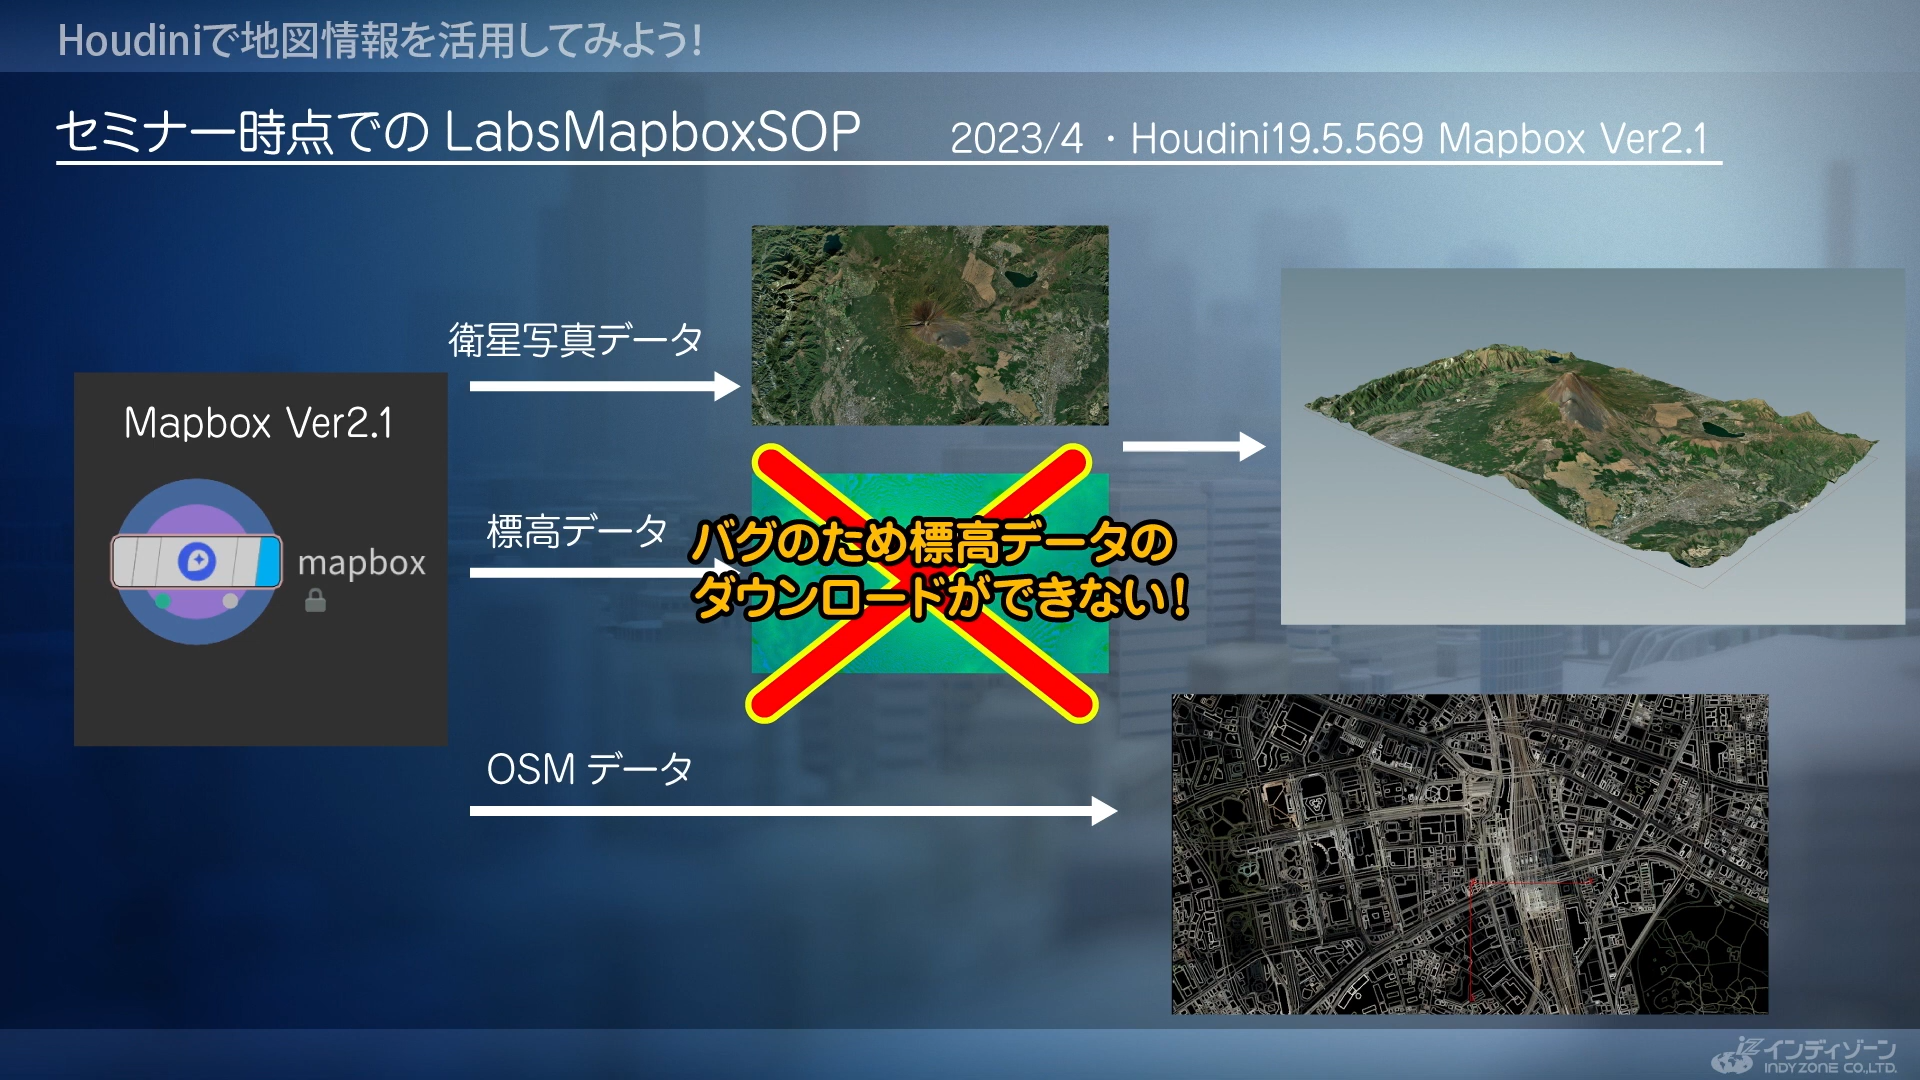 Houdiniで地図情報を活用してみよう!
セミナー時点での LabsMapboxSOP
2023/4 ・Houdini19.5.569 Mapbox Ver2.1
衛星写真データ
Mapbox Ver2.1
mapbox
標高データ
バグのため標高データの
ダウンロードができない!
OSM データ
インディゾーン
INDYZONE CO.,LTD.